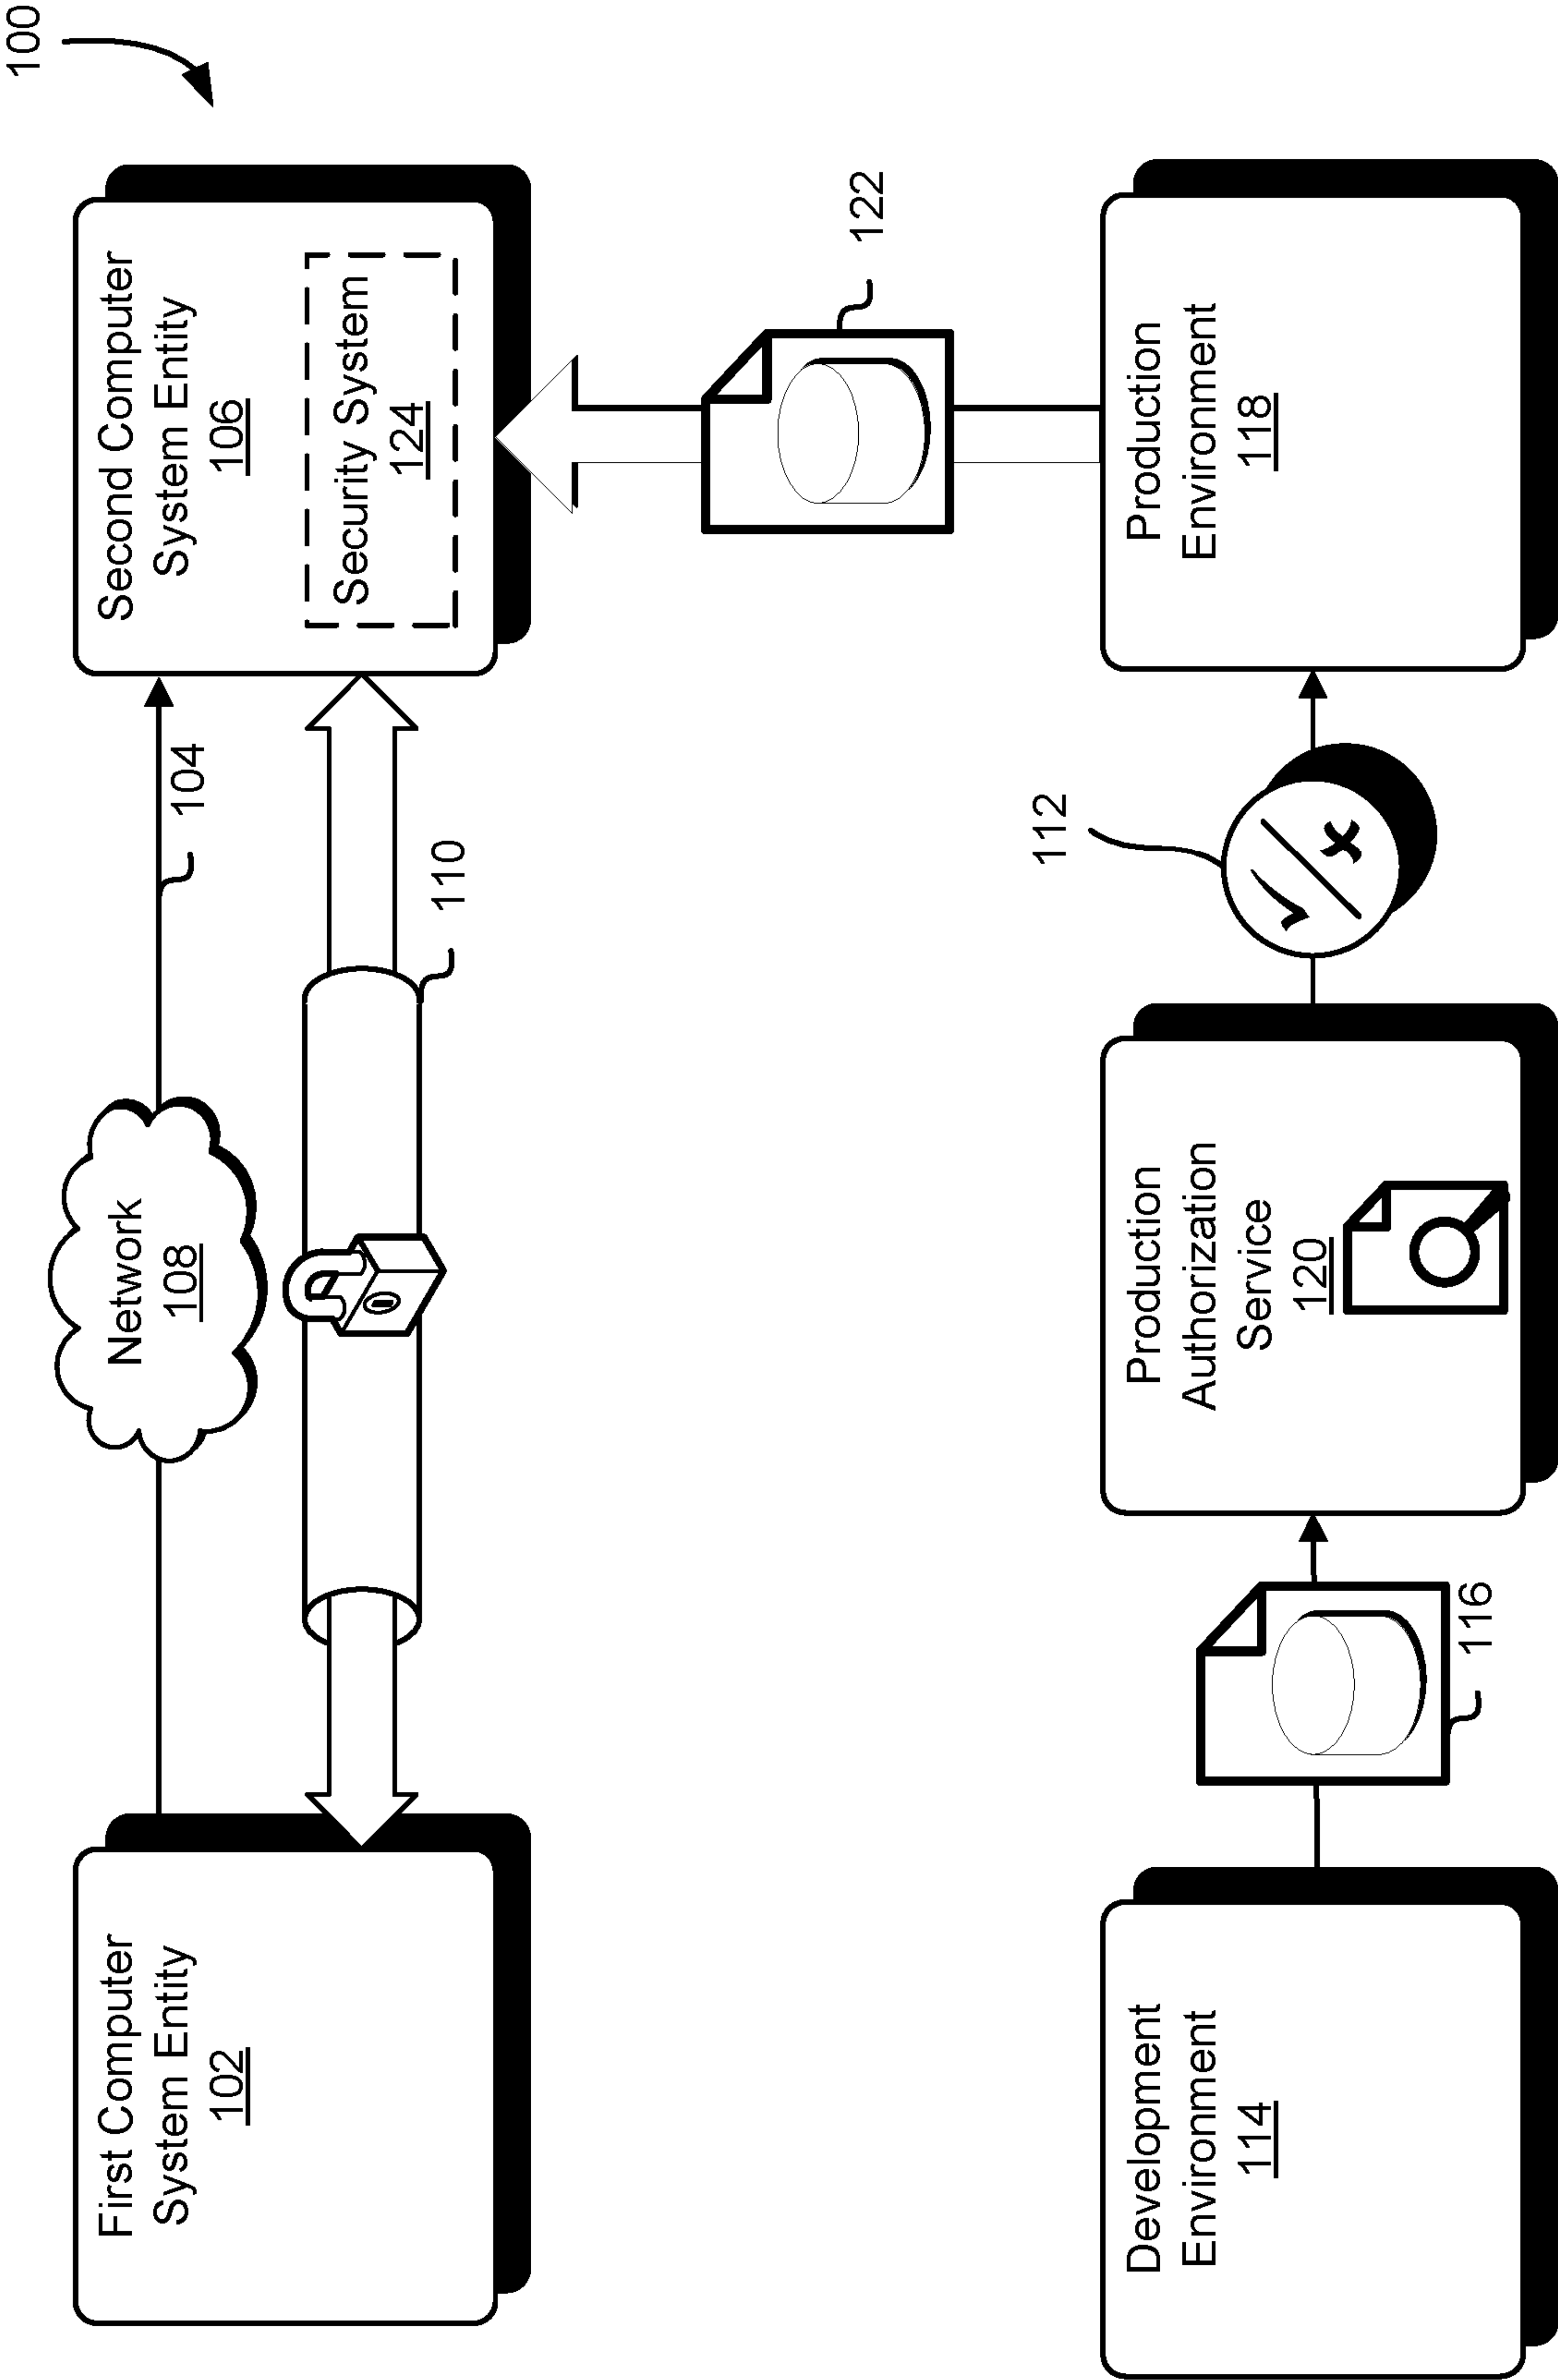 100
First Computer
System Entity
102
Network
108
104
Second Computer
System Entity
106
Security System
124
110
122
Development
Environment
114
116
Production
Authorization
Service
120
112
Production
Environment
118